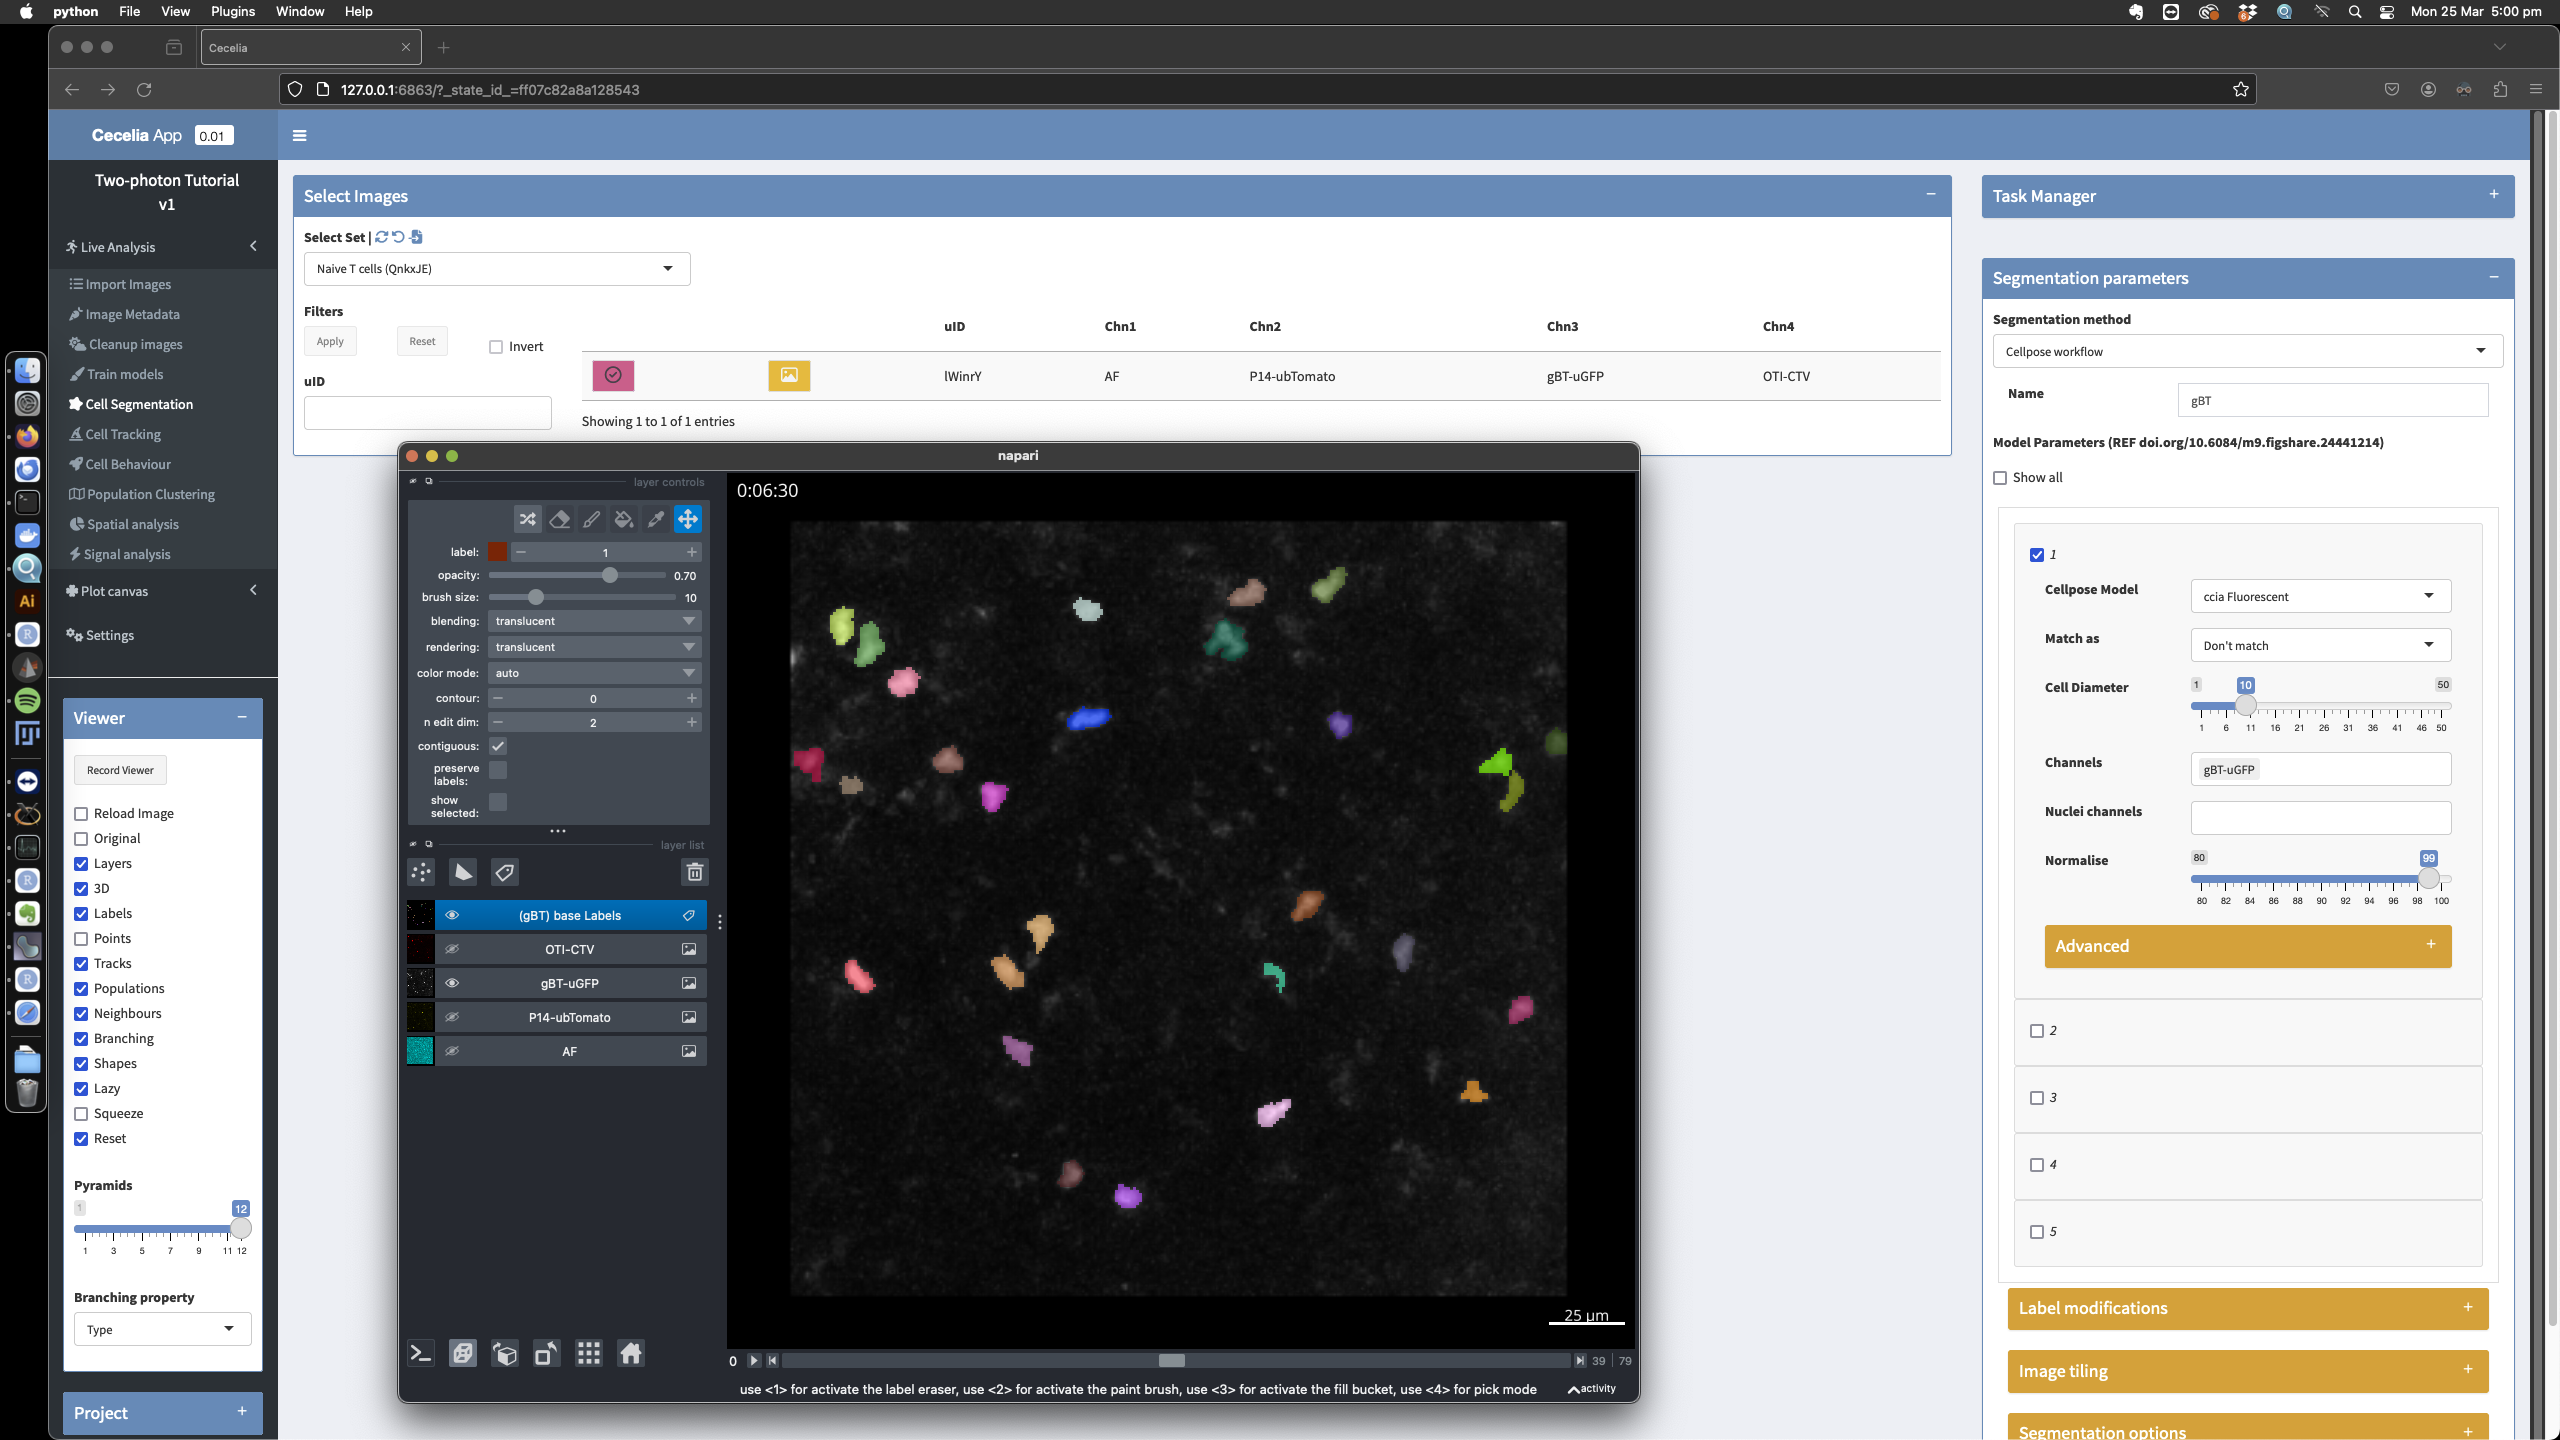 python File View Plugins Window Help
6
Mon 25 Mar 5:00 pm
Cecelia
127.0.0.1:6863/?_state_id_=ff07c82a8a128543
Cecelia App 0.01
Two-photon Tutorial
v1
Live Analysis
Import Images
Image Metadata
Cleanup images
Train models
Cell Segmentation
Cell Tracking
Cell Behaviour
Population Clustering
Spatial analysis
Signal analysis
Plot canvas
Settings
Viewer
Record Viewer
Reload Image
Original
Layers
3D
Labels
Points
Tracks
Populations
Neighbours
Branching
Shapes
Lazy
Squeeze
Reset
Pyramids
1 12
1 3 5 7 9 11 12
Branching property
Type
Project
Ai
Select Images
Select Set |
Naive T cells (QnkxJE)
Filters
Apply Reset Invert
uID
uID Chn1 Chn2 Chn3 Chn4
lWinrY AF P14-ubTomato gBT-uGFP OTI-CTV
Showing 1 to 1 of 1 entries
napari
layer controls
label: 1
opacity: 0.70
brush size: 10
blending: translucent
rendering: translucent
color mode: auto
contour: 0
n edit dim: 2
contiguous:
preserve
labels:
show
selected:
layer list
(gBT) base Labels
OTI-CTV
gBT-uGFP
P14-ubTomato
AF
0:06:30
25 µm
0 39 79
use <1> for activate the label eraser, use <2> for activate the paint brush, use <3> for activate the fill bucket, use <4> for pick mode
activity
Task Manager
Segmentation parameters
Segmentation method
Cellpose workflow
Name gBT
Model Parameters (REF doi.org/10.6084/m9.figshare.24441214)
Show all
1
Cellpose Model ccia Fluorescent
Match as Don't match
Cell Diameter 1 10 50
1 6 11 16 21 26 31 36 41 46 50
Channels gBT-uGFP
Nuclei channels
Normalise 80 99
80 82 84 86 88 90 92 94 96 98 100
Advanced
2
3
4
5
Label modifications
Image tiling
Segmentation options